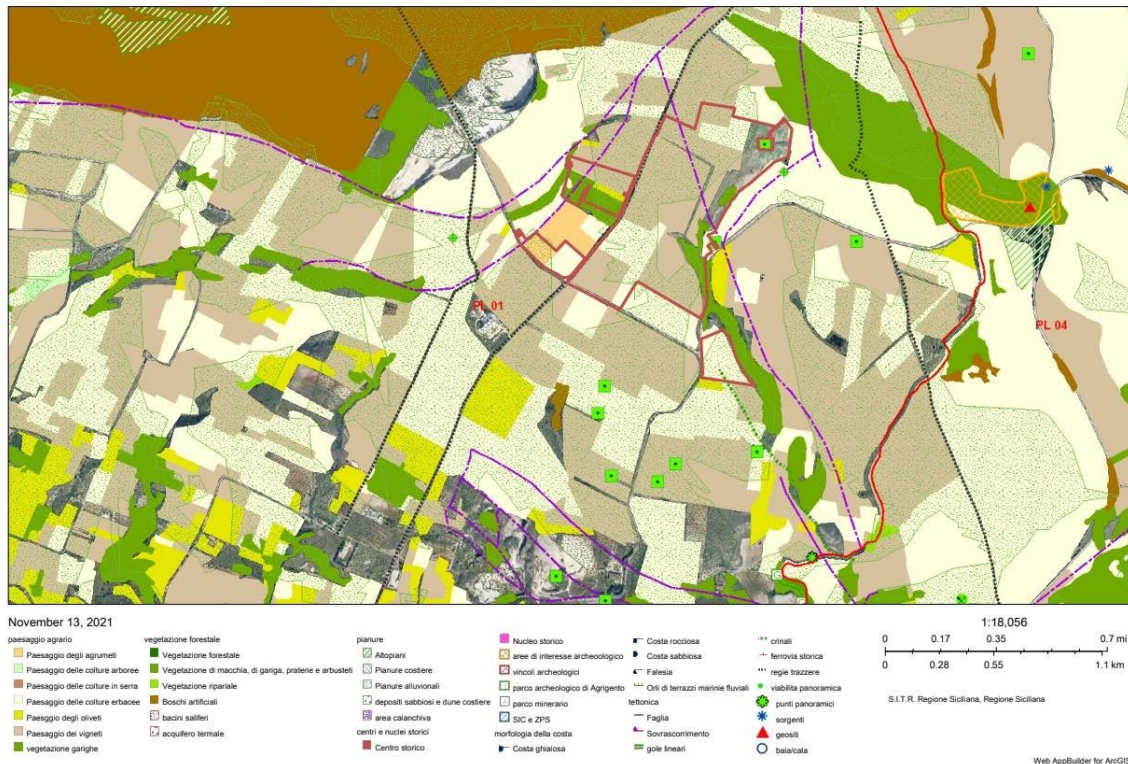 PL 01
PL 04
November 13, 2021
paesaggio agrario
Paesaggio degli agrumeti
Paesaggio delle colture arboree
Paesaggio delle colture in serra
Paesaggio delle colture erbacee
Paesggio degli oliveti
Paesaggio dei vigneti
vegetazione garighe
vegetazione forestale
Vegetazione forestale
Vegetazione di macchia, di gariga, praterie e arbusteti
Vegetazione ripariale
Boschi artificiali
bacini saliferi
acquifero termale
pianure
Altopiani
Pianure costiere
Pianure alluvionali
depositi sabbiosi e dune costiere
area calanchiva
centri e nuclei storici
Centro storico
Nucleo storico
aree di interesse archeoologico
vincoli archeologici
parco archeologico di Agrigento
parco minerario
SIC e ZPS
morfologia della costa
Costa ghialosa
Costa rocciosa
Costa sabbiosa
Falesia
Orli di terrazzi marinie fluviali
tettonica
Faglia
Sovrascorrimento
gole lineari
crinali
ferrovia storica
regie trazzere
viabilita panoramica
punti panoramici
sorgenti
geositi
baia/cala
1:18,056
0 0.17 0.35 0.7 mi
0 0.28 0.55 1.1 km
S.I.T.R. Regione Siciliana, Regione Siciliana
Web AppBuilder for ArcGIS